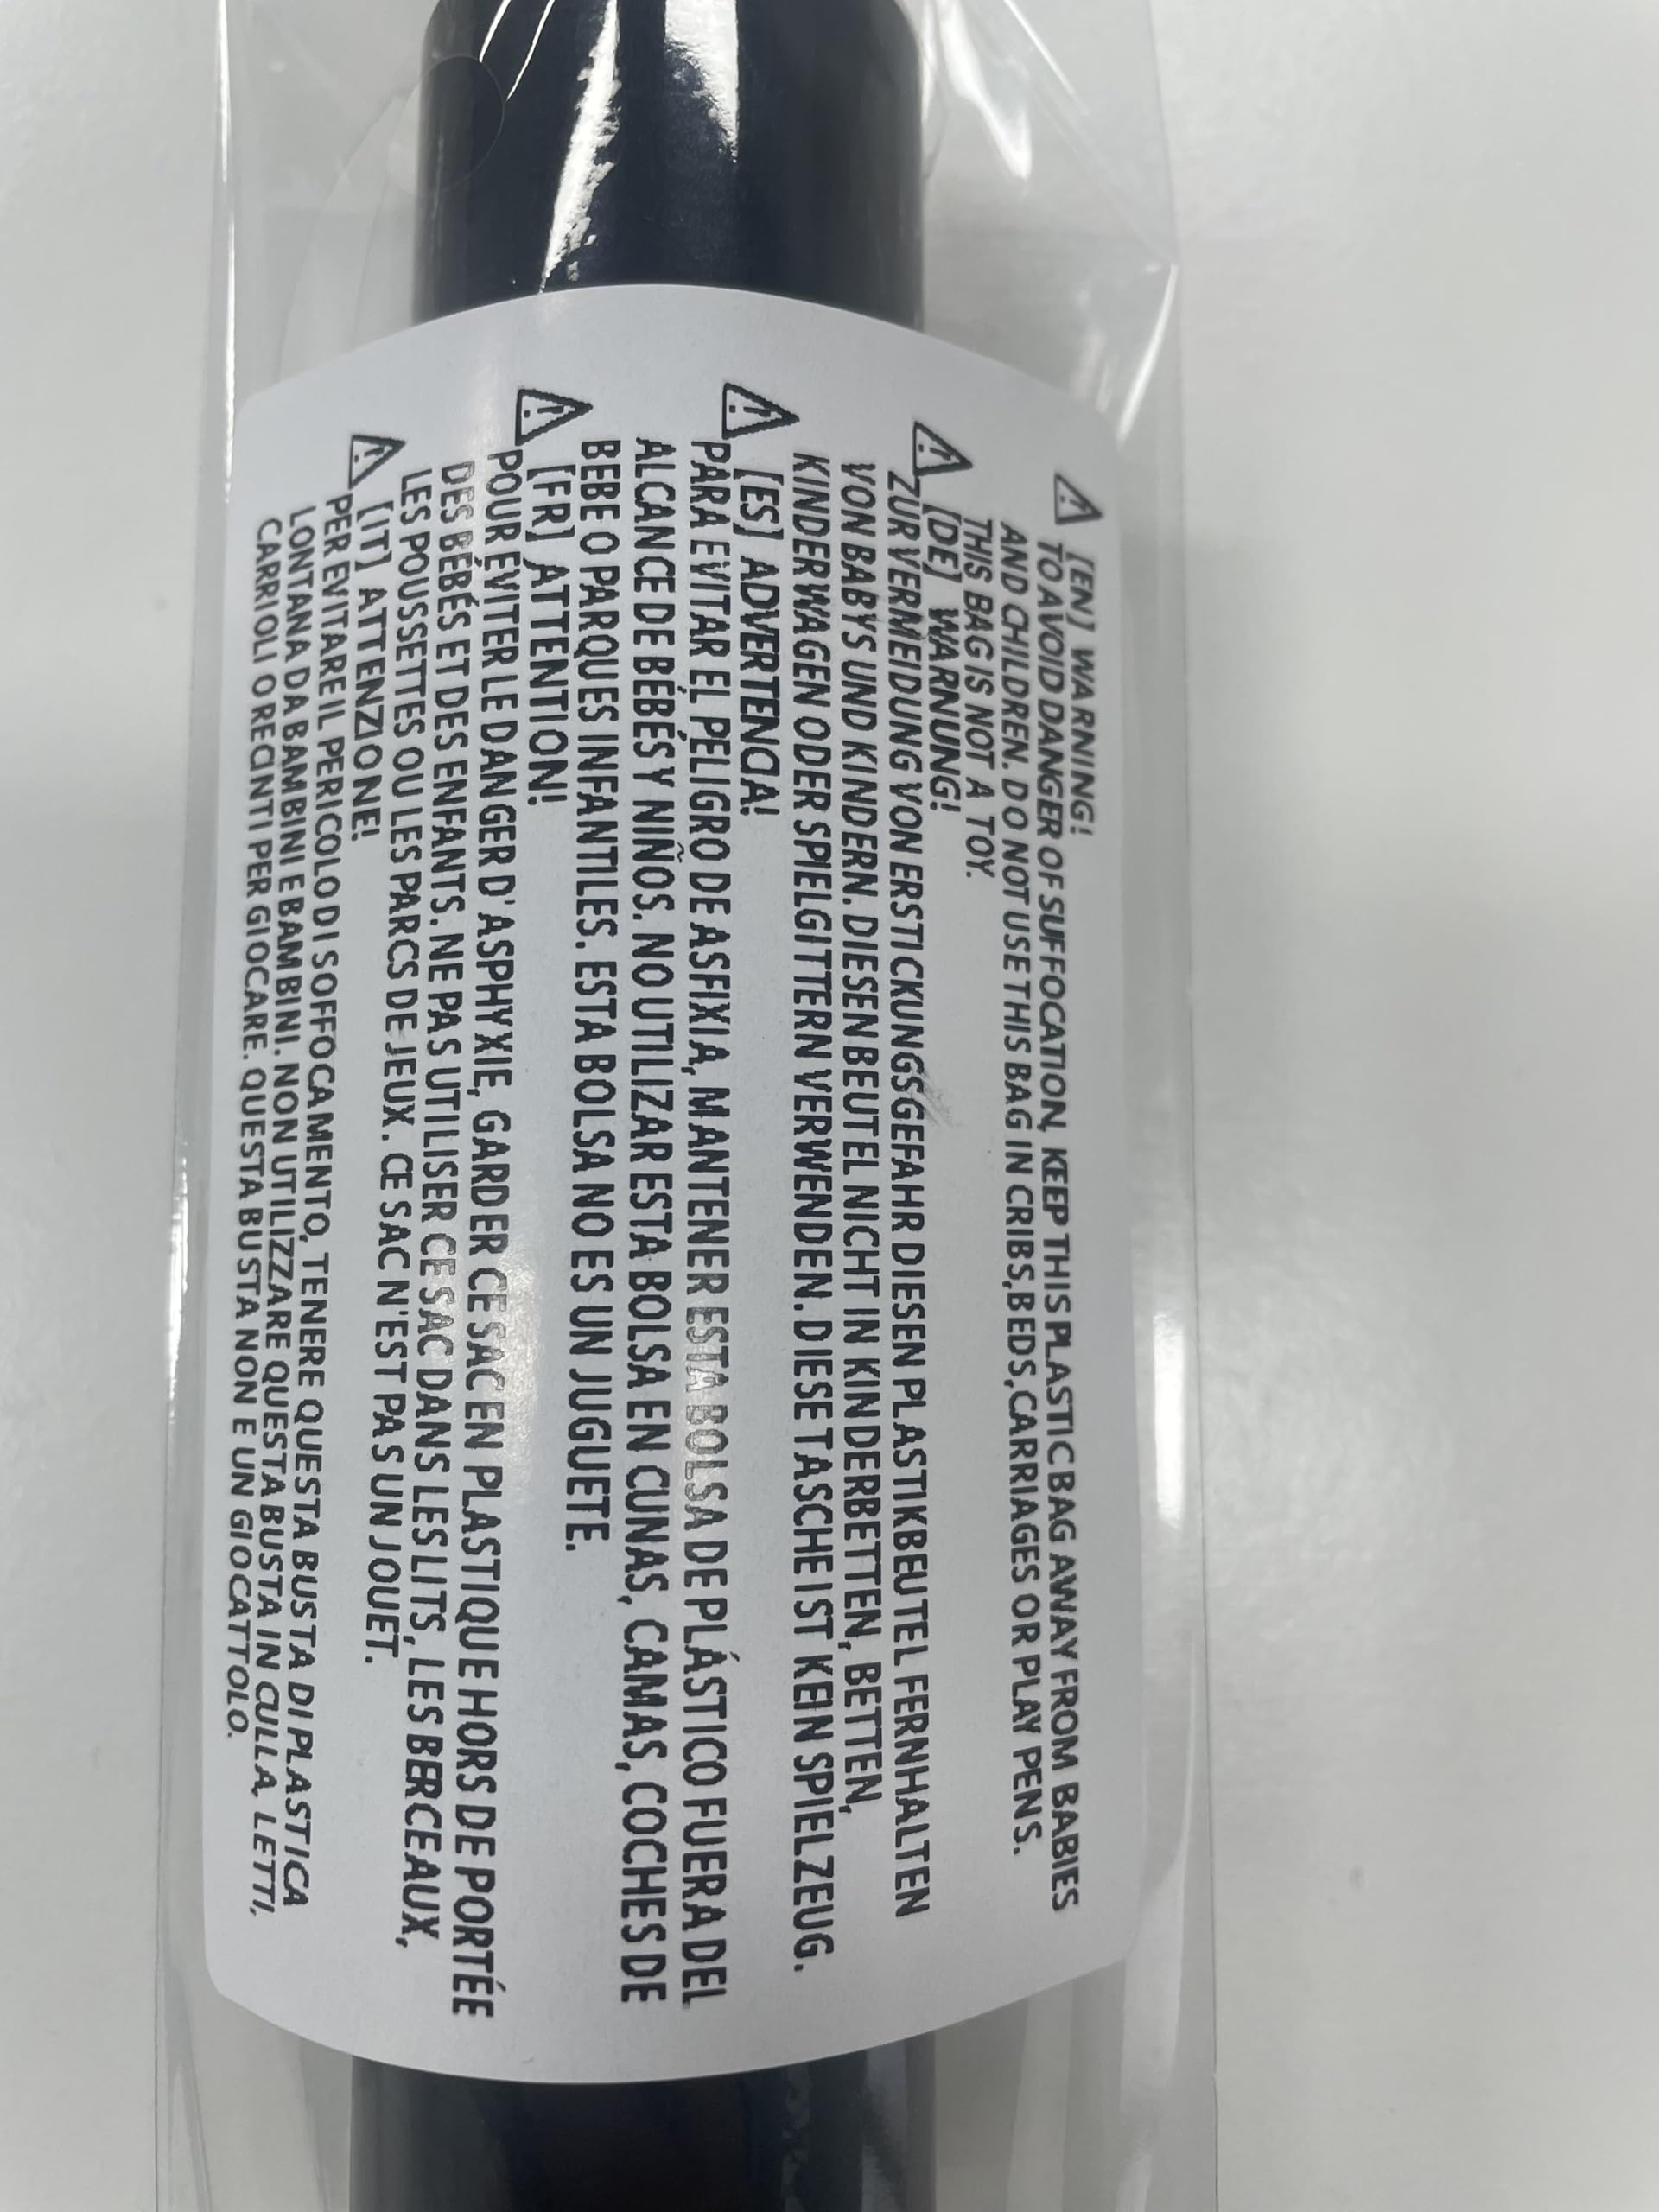 [EN] WARNING!
TO AVOID DANGER OF SUFFOCATION, KEEP THIS PLASTIC BAG AWAY FROM BABIES
AND CHILDREN. DO NOT USE THIS BAG IN CRIBS,BEDS,CARRIAGES OR PLAY PENS.
THIS BAG IS NOT A TOY.
[DE] WARNUNG!
ZUR VERMEIDUNG VON ERSTICKUNGSGEFAHR DIESEN PLASTIKBEUTEL FERNHALTEN
VON BABYS UND KINDERN. DIESEN BEUTEL NICHT IN KINDERBETTEN, BETTEN,
KINDERWAGEN ODER SPIELGITTERN VERWENDEN. DIESE TASCHE IST KEIN SPIELZEUG.
[ES] ADVERTENCIA!
PARA EVITAR EL PELIGRO DE ASFIXIA, MANTENER ESTA BOLSA DE PLÁSTICO FUERA DEL
ALCANCE DE BÉBÉS Y NIÑOS. NO UTILIZAR ESTA BOLSA EN CUNAS, CAMAS, COCHES DE
BEBE O PARQUES INFANTILES. ESTA BOLSA NO ES UN JUGUETE.
[FR] ATTENTION!
POUR ÉVITER LE DANGER D'ASPHYXIE, GARDER CE SAC EN PLASTIQUE HORS DE PORTÉE
DES BÉBÉS ET DES ENFANTS. NE PAS UTILISER CE SAC DANS LES LITS, LES BERCEAUX,
LES POUSSETTES OU LES PARCS DE JEUX. CE SAC N'EST PAS UN JOUET.
[IT] ATTENZIONE!
PER EVITARE IL PERICOLO DI SOFFOCAMENTO, TENERE QUESTA BUSTA DI PLASTICA
LONTANA DA BAMBINI E BAMBINI. NON UTILIZZARE QUESTA BUSTA IN CULLA, LETTI,
CARRIOLI O RECINTI PER GIOCARE. QUESTA BUSTA NON E UN GIOCATTOLO.